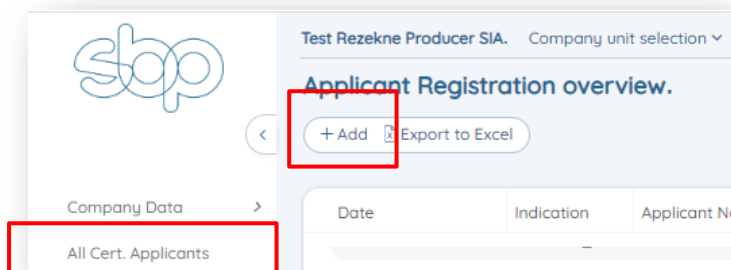 sbp
Test Rezekne Producer SIA. Company unit selection
Applicant Registration overview.
+ Add Export to Excel
Company Data
Date Indication Applicant
All Cert. Applicants